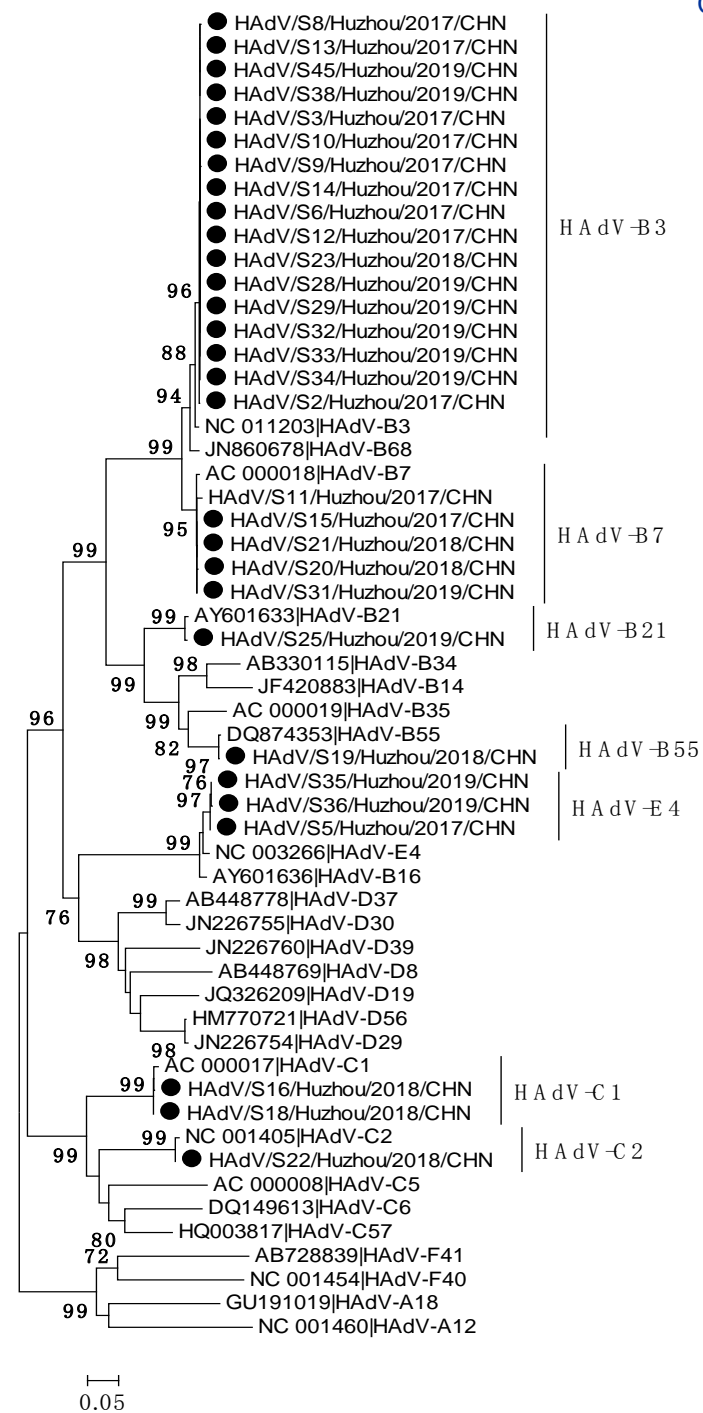 HAdV/S8/Huzhou/2017/CHN
HAdV/S13/Huzhou/2017/CHN
HAdV/S45/Huzhou/2019/CHN
HAdV/S38/Huzhou/2019/CHN
HAdV/S3/Huzhou/2017/CHN
HAdV/S10/Huzhou/2017/CHN
HAdV/S9/Huzhou/2017/CHN
HAdV/S14/Huzhou/2017/CHN
HAdV/S6/Huzhou/2017/CHN
HAdV-B3
HAdV/S12/Huzhou/2017/CHN
HAdV/S23/Huzhou/2018/CHN
HAdV/S28/Huzhou/2019/CHN
96
HAdV/S29/Huzhou/2019/CHN
HAdV/S32/Huzhou/2019/CHN
88
HAdV/S33/Huzhou/2019/CHN
HAdV/S34/Huzhou/2019/CHN
94
HAdV/S2/Huzhou/2017/CHN
NC 011203|HAdV-B3
99
JN860678|HAdV-B68
AC 000018|HAdV-B7
HAdV/S11/Huzhou/2017/CHN
95
HAdV/S15/Huzhou/2017/CHN
HAdV-B7
HAdV/S21/Huzhou/2018/CHN
99
HAdV/S20/Huzhou/2018/CHN
HAdV/S31/Huzhou/2019/CHN
99
AY601633|HAdV-B21
HAdV-B21
HAdV/S25/Huzhou/2019/CHN
98
AB330115|HAdV-B34
99
JF420883|HAdV-B14
AC 000019|HAdV-B35
96
99
DQ874353|HAdV-B55
82
HAdV-B55
HAdV/S19/Huzhou/2018/CHN
97
76
HAdV/S35/Huzhou/2019/CHN
97
HAdV/S36/Huzhou/2019/CHN
HAdV-E4
HAdV/S5/Huzhou/2017/CHN
99
NC 003266|HAdV-E4
AY601636|HAdV-B16
99
AB448778|HAdV-D37
76
JN226755|HAdV-D30
JN226760|HAdV-D39
98
AB448769|HAdV-D8
JQ326209|HAdV-D19
HM770721|HAdV-D56
JN226754|HAdV-D29
98
AC 000017|HAdV-C1
99
HAdV/S16/Huzhou/2018/CHN
HAdV-C1
HAdV/S18/Huzhou/2018/CHN
99
NC 001405|HAdV-C2
HAdV-C2
99
HAdV/S22/Huzhou/2018/CHN
AC 000008|HAdV-C5
DQ149613|HAdV-C6
HQ003817|HAdV-C57
80
72
AB728839|HAdV-F41
NC 001454|HAdV-F40
99
GU191019|HAdV-A18
NC 001460|HAdV-A12
0.05